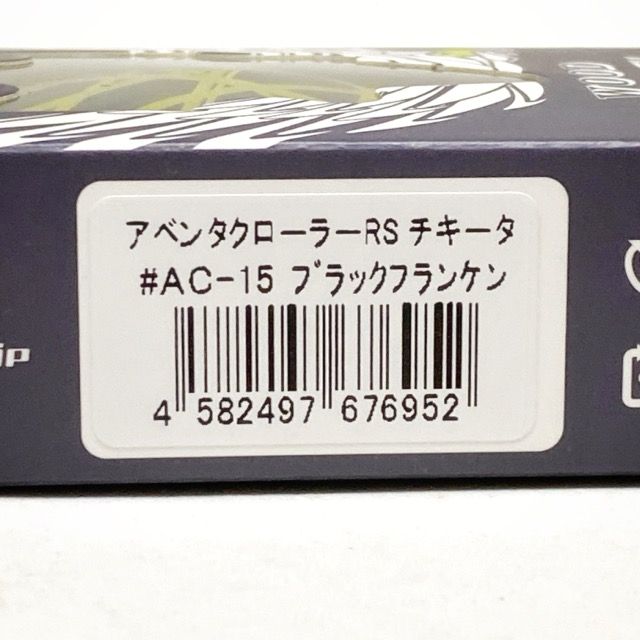 アベンタクローラーRS チキータ
#AC-15 ブラックフランケン
4 582497 676952
ip